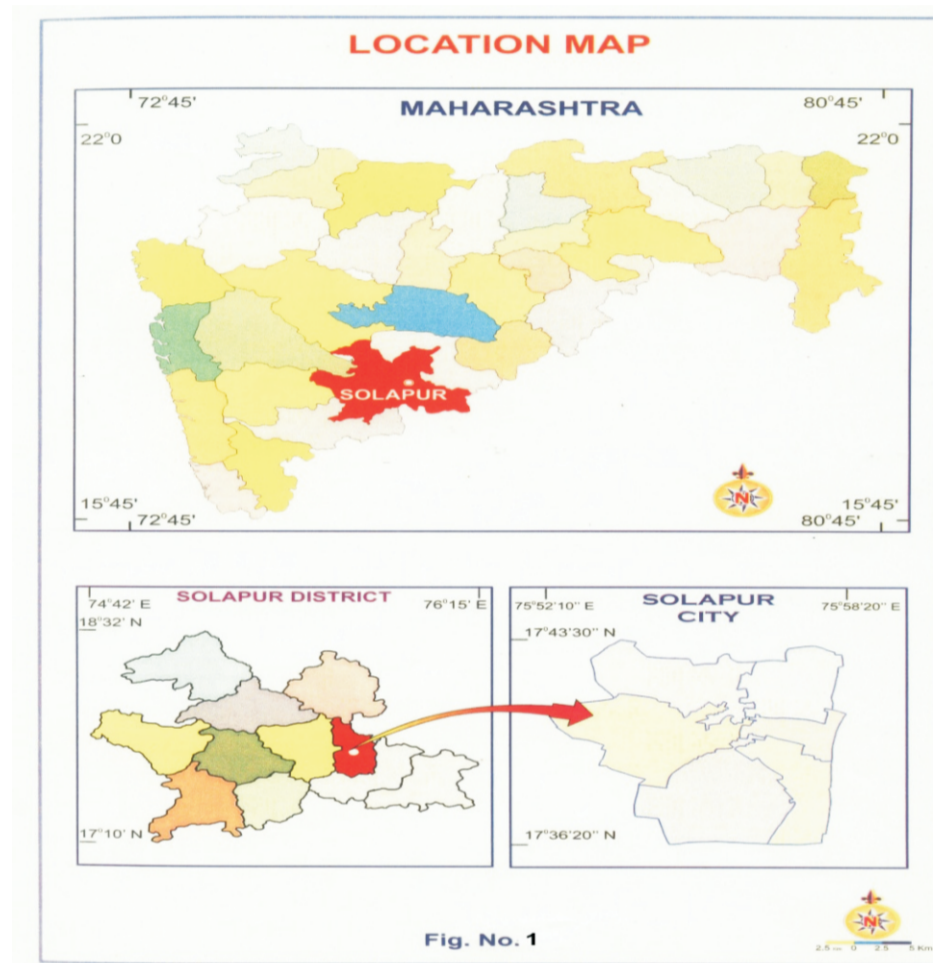 LOCATION MAP
72°45' MAHARASHTRA 80°45'
22°0 22°0
SOLAPUR
N
15°45' 15°45'
72°45' 80°45'
74°42' E SOLAPUR DISTRICT 76°15' E
18°32' N
17°10' N
75°52'10" E SOLAPUR CITY 75°58'20" E
17°43'30" N
17°36'20" N
N
Fig. No. 1
2.5 0 2.5 5 Km